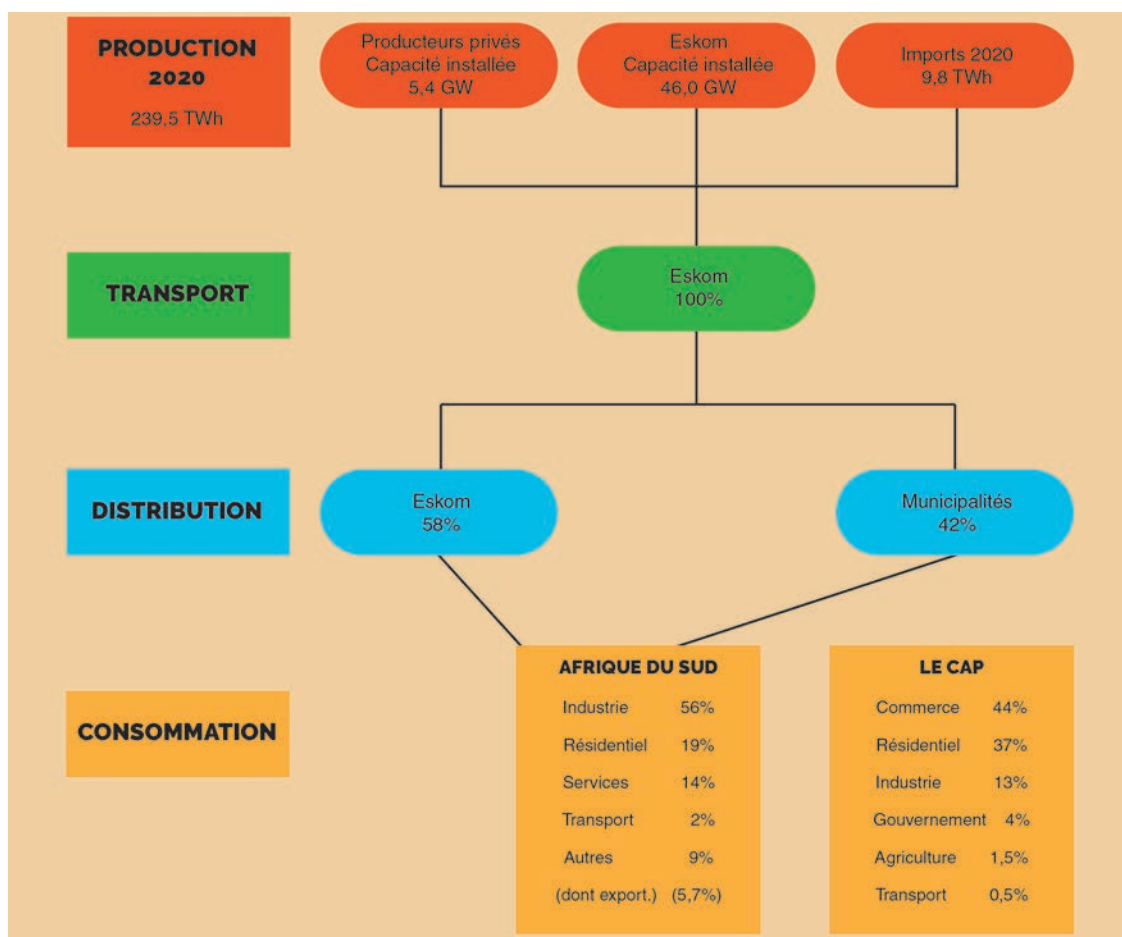 PRODUCTION
2020
239,5 TWh
Producteurs privés
Capacité installée
5,4 GW
Eskom
Capacité installée
46,0 GW
Imports 2020
9,8 TWh
TRANSPORT
Eskom
100%
DISTRIBUTION
Eskom
58%
Municipalités
42%
CONSOMMATION
AFRIQUE DU SUD
Industrie 56%
Résidentiel 19%
Services 14%
Transport 2%
Autres 9%
(dont export.) (5,7%)
LE CAP
Commerce 44%
Résidentiel 37%
Industrie 13%
Gouvernement 4%
Agriculture 1,5%
Transport 0,5%